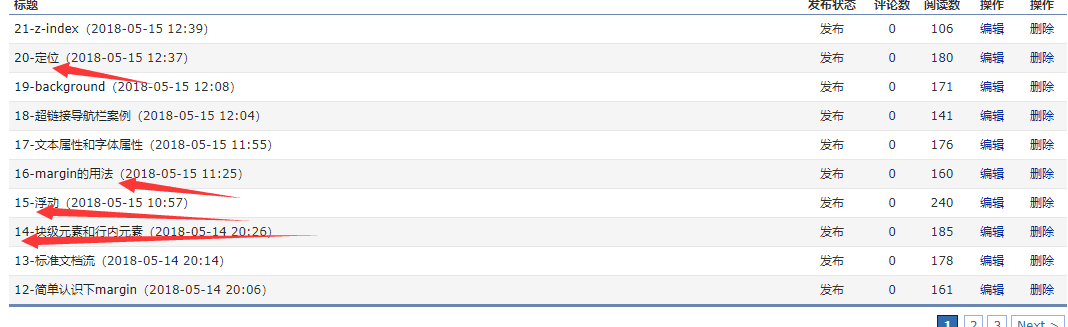 标题 发布状态 评论数 阅读数 操作 操作
21-z-index（2018-05-15 12:39） 发布 0 106 编辑 删除
20-定位（2018-05-15 12:37） 发布 0 180 编辑 删除
19-background（2018-05-15 12:08） 发布 0 171 编辑 删除
18-超链接导航栏案例（2018-05-15 12:04） 发布 0 141 编辑 删除
17-文本属性和字体属性（2018-05-15 11:55） 发布 0 176 编辑 删除
16-margin的用法（2018-05-15 11:25） 发布 0 160 编辑 删除
15-浮动（2018-05-15 10:57） 发布 0 240 编辑 删除
14-块级元素和行内元素（2018-05-14 20:26） 发布 0 185 编辑 删除
13-标准文档流（2018-05-14 20:14） 发布 0 178 编辑 删除
12-简单认识下margin（2018-05-14 20:06） 发布 0 161 编辑 删除
1 2 3 Next >